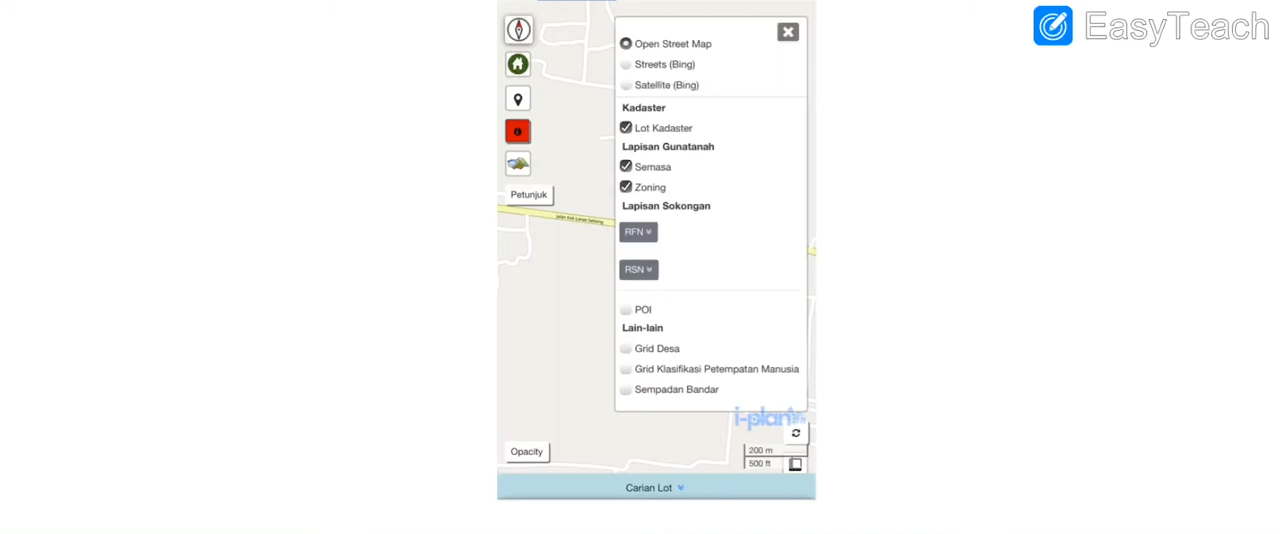 EasyTeach
Open Street Map
Streets (Bing)
Satellite (Bing)
Kadaster
Lot Kadaster
Lapisan Gunatanah
Semasa
Zoning
Lapisan Sokongan
RFN
RSN
POI
Lain-lain
Grid Desa
Grid Klasifikasi Petempatan Manusia
Sempadan Bandar
Petunjuk
i-plan
Opacity
200 m
500 ft
Carian Lot